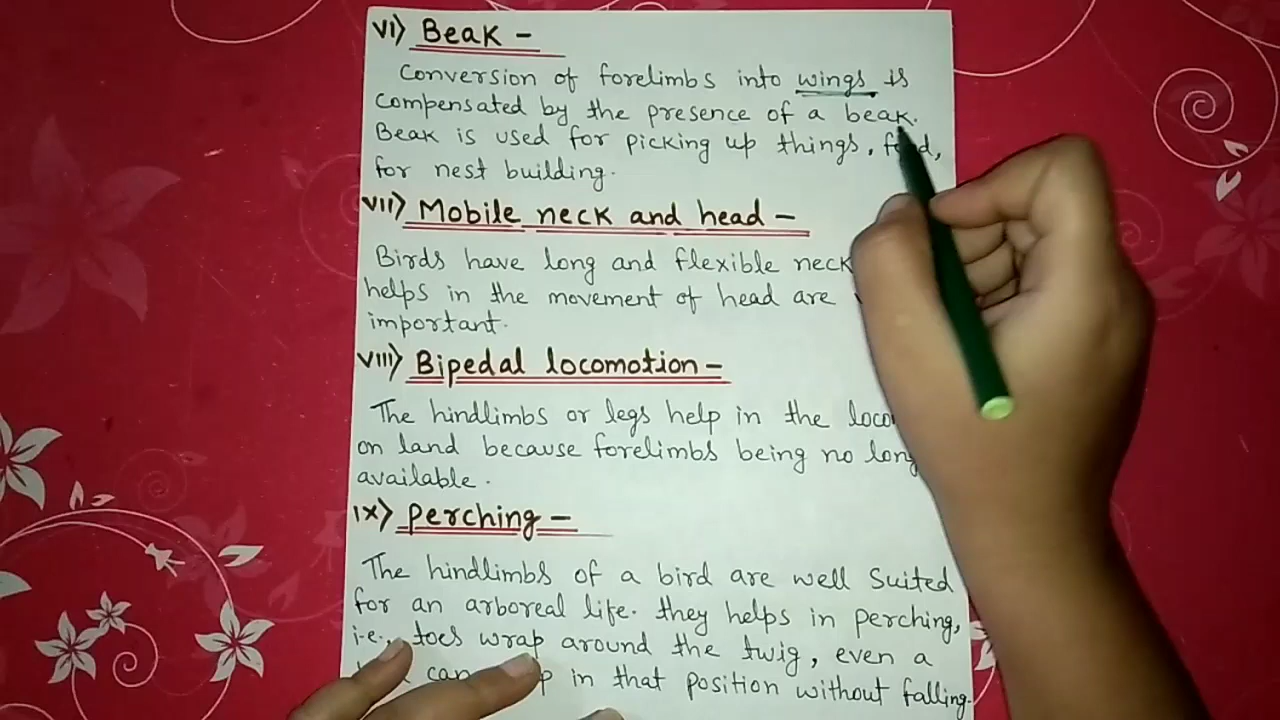 VI) Beak -
Conversion of forelimbs into wings is
compensated by the presence of a beak.
Beak is used for picking up things,
for nest building.
VII) Mobile neck and head -
Birds have long and flexible neck
helps in the movement of head are
important.
VIII) Bipedal locomotion -
The hindlimbs or legs help in the
on land because forelimbs being no
available.
IX) Perching -
The hindlimbs of a bird are well suited
for an arboreal life. they helps in perching,
i.e., toes wrap around the twig, even a
can in that position without falling.